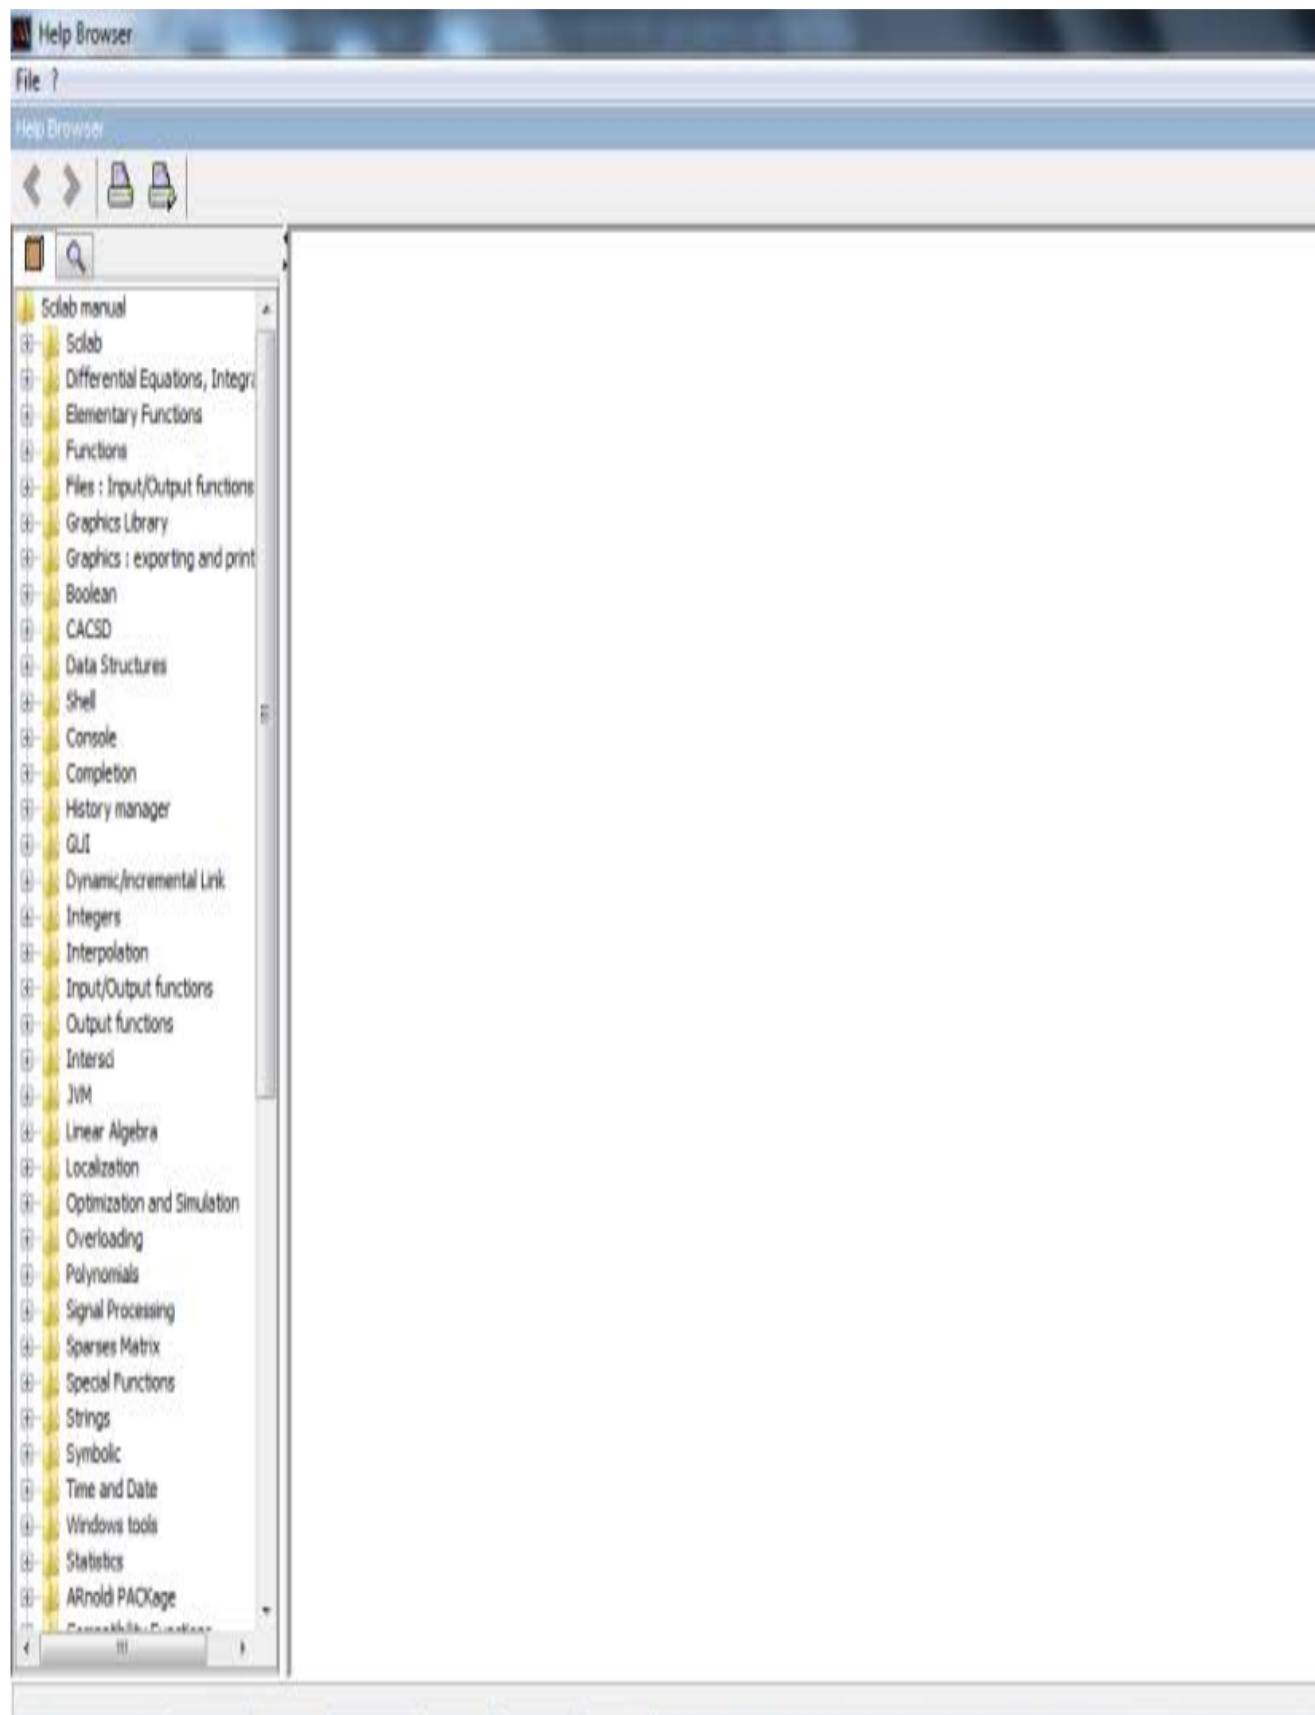 Help Browser
File ?
Help Browser
Scilab manual
Scilab
Differential Equations, Integra
Elementary Functions
Functions
Files : Input/Output functions
Graphics Library
Graphics : exporting and print
Boolean
CACSD
Data Structures
Shell
Console
Completion
History manager
GUI
Dynamic/incremental Link
Integers
Interpolation
Input/Output functions
Output functions
Intersci
JVM
Linear Algebra
Localization
Optimization and Simulation
Overloading
Polynomials
Signal Processing
Sparses Matrix
Special Functions
Strings
Symbolic
Time and Date
Windows tools
Statistics
ARnoldi PACKage
Compatibility Functions